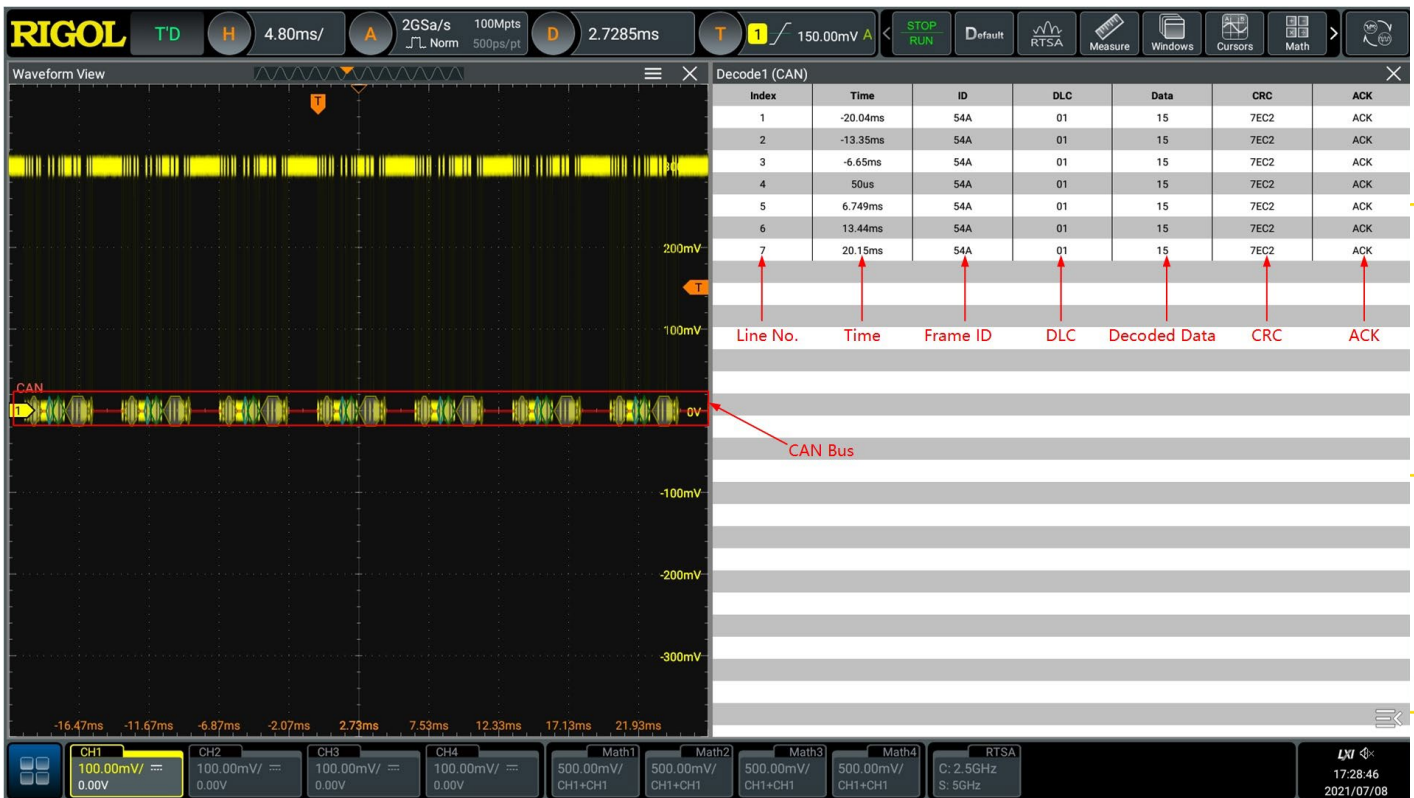 RIGOL T'D H 4.80ms/ A 2GSa/s 100Mpts D 2.7285ms T 1 150.00mV A STOP Default RTSA Measure Windows Cursors Math
Norm 500ps/pt RUN
Waveform View
T
200mV
T
100mV
CAN
1 0V
-100mV
-200mV
-300mV
-16.47ms -11.67ms -6.87ms -2.07ms 2.73ms 7.53ms 12.33ms 17.13ms 21.93ms
Decode1 (CAN)
Index Time ID DLC Data CRC ACK
1 -20.04ms 54A 01 15 7EC2 ACK
2 -13.35ms 54A 01 15 7EC2 ACK
3 -6.65ms 54A 01 15 7EC2 ACK
4 50us 54A 01 15 7EC2 ACK
5 6.749ms 54A 01 15 7EC2 ACK
6 13.44ms 54A 01 15 7EC2 ACK
7 20.15ms 54A 01 15 7EC2 ACK
Line No. Time Frame ID DLC Decoded Data CRC ACK
CAN Bus
CH1 CH2 CH3 CH4 Math1 Math2 Math3 Math4 RTSA
100.00mV/ 100.00mV/ 100.00mV/ 100.00mV/ 500.00mV/ 500.00mV/ 500.00mV/ 500.00mV/ C: 2.5GHz LXI
0.00V 0.00V 0.00V 0.00V CH1+CH1 CH1+CH1 CH1+CH1 CH1+CH1 S: 5GHz 17:28:46
2021/07/08